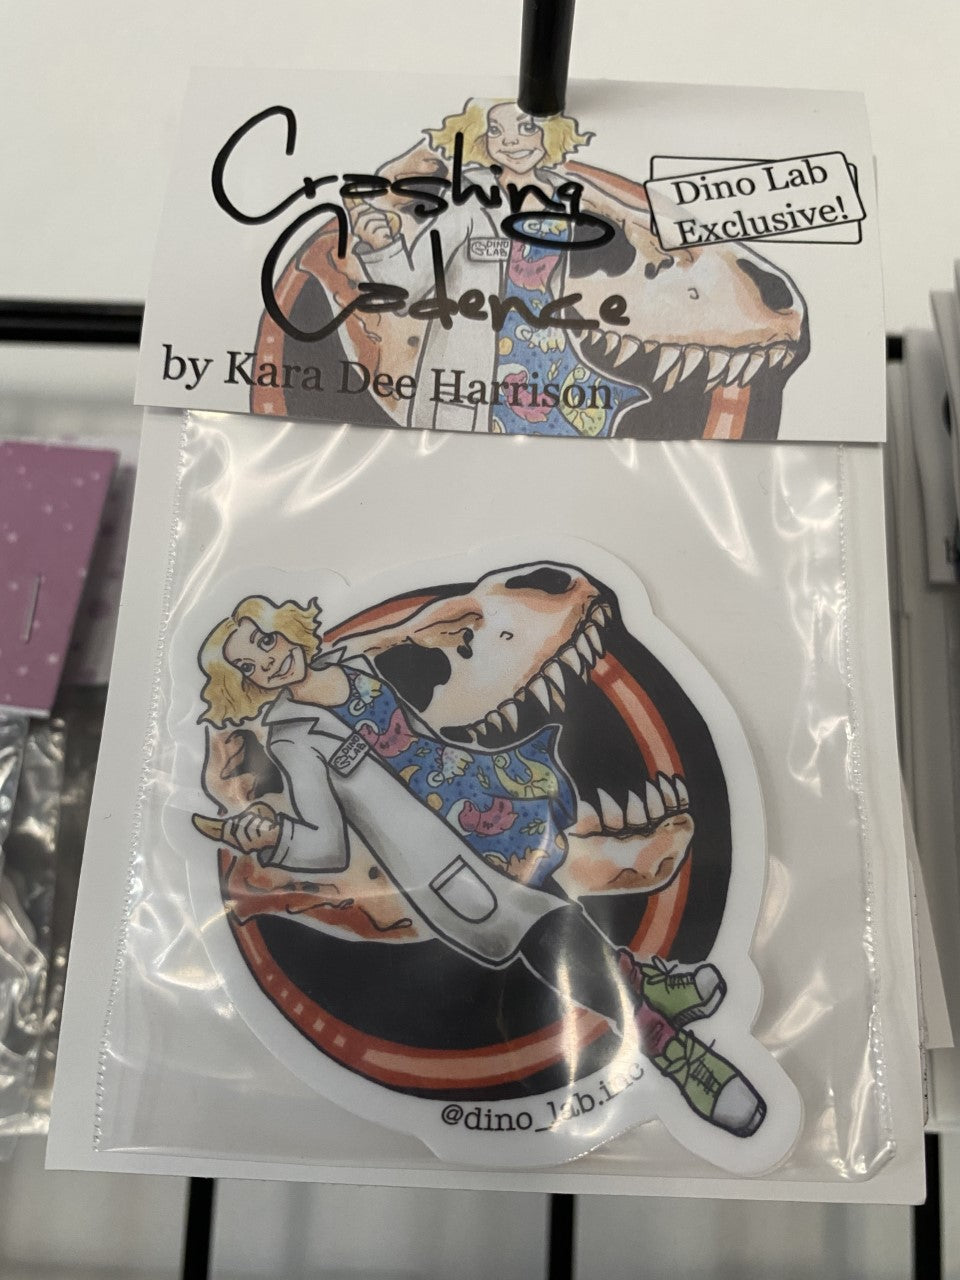 Crashing
Cadence
by Kara Dee Harrison
Dino Lab
Exclusive!
DINO
LAB
DINO
LAB
@dino_lab.inc